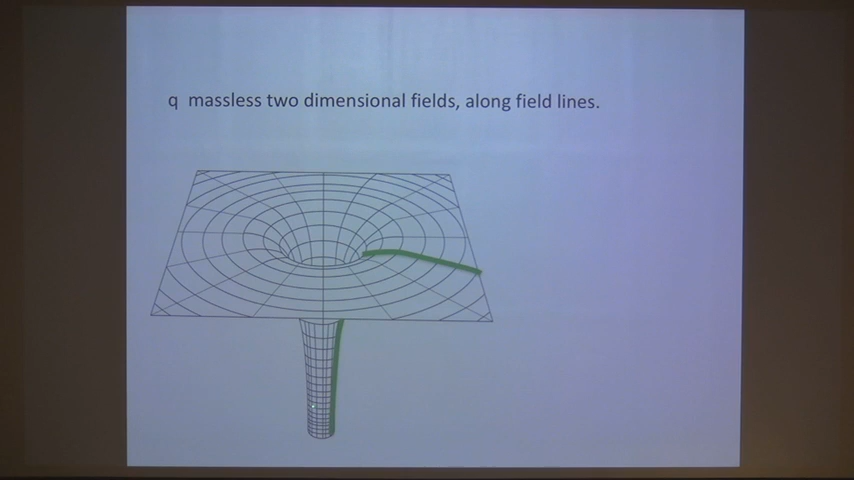 q massless two dimensional fields, along field lines.